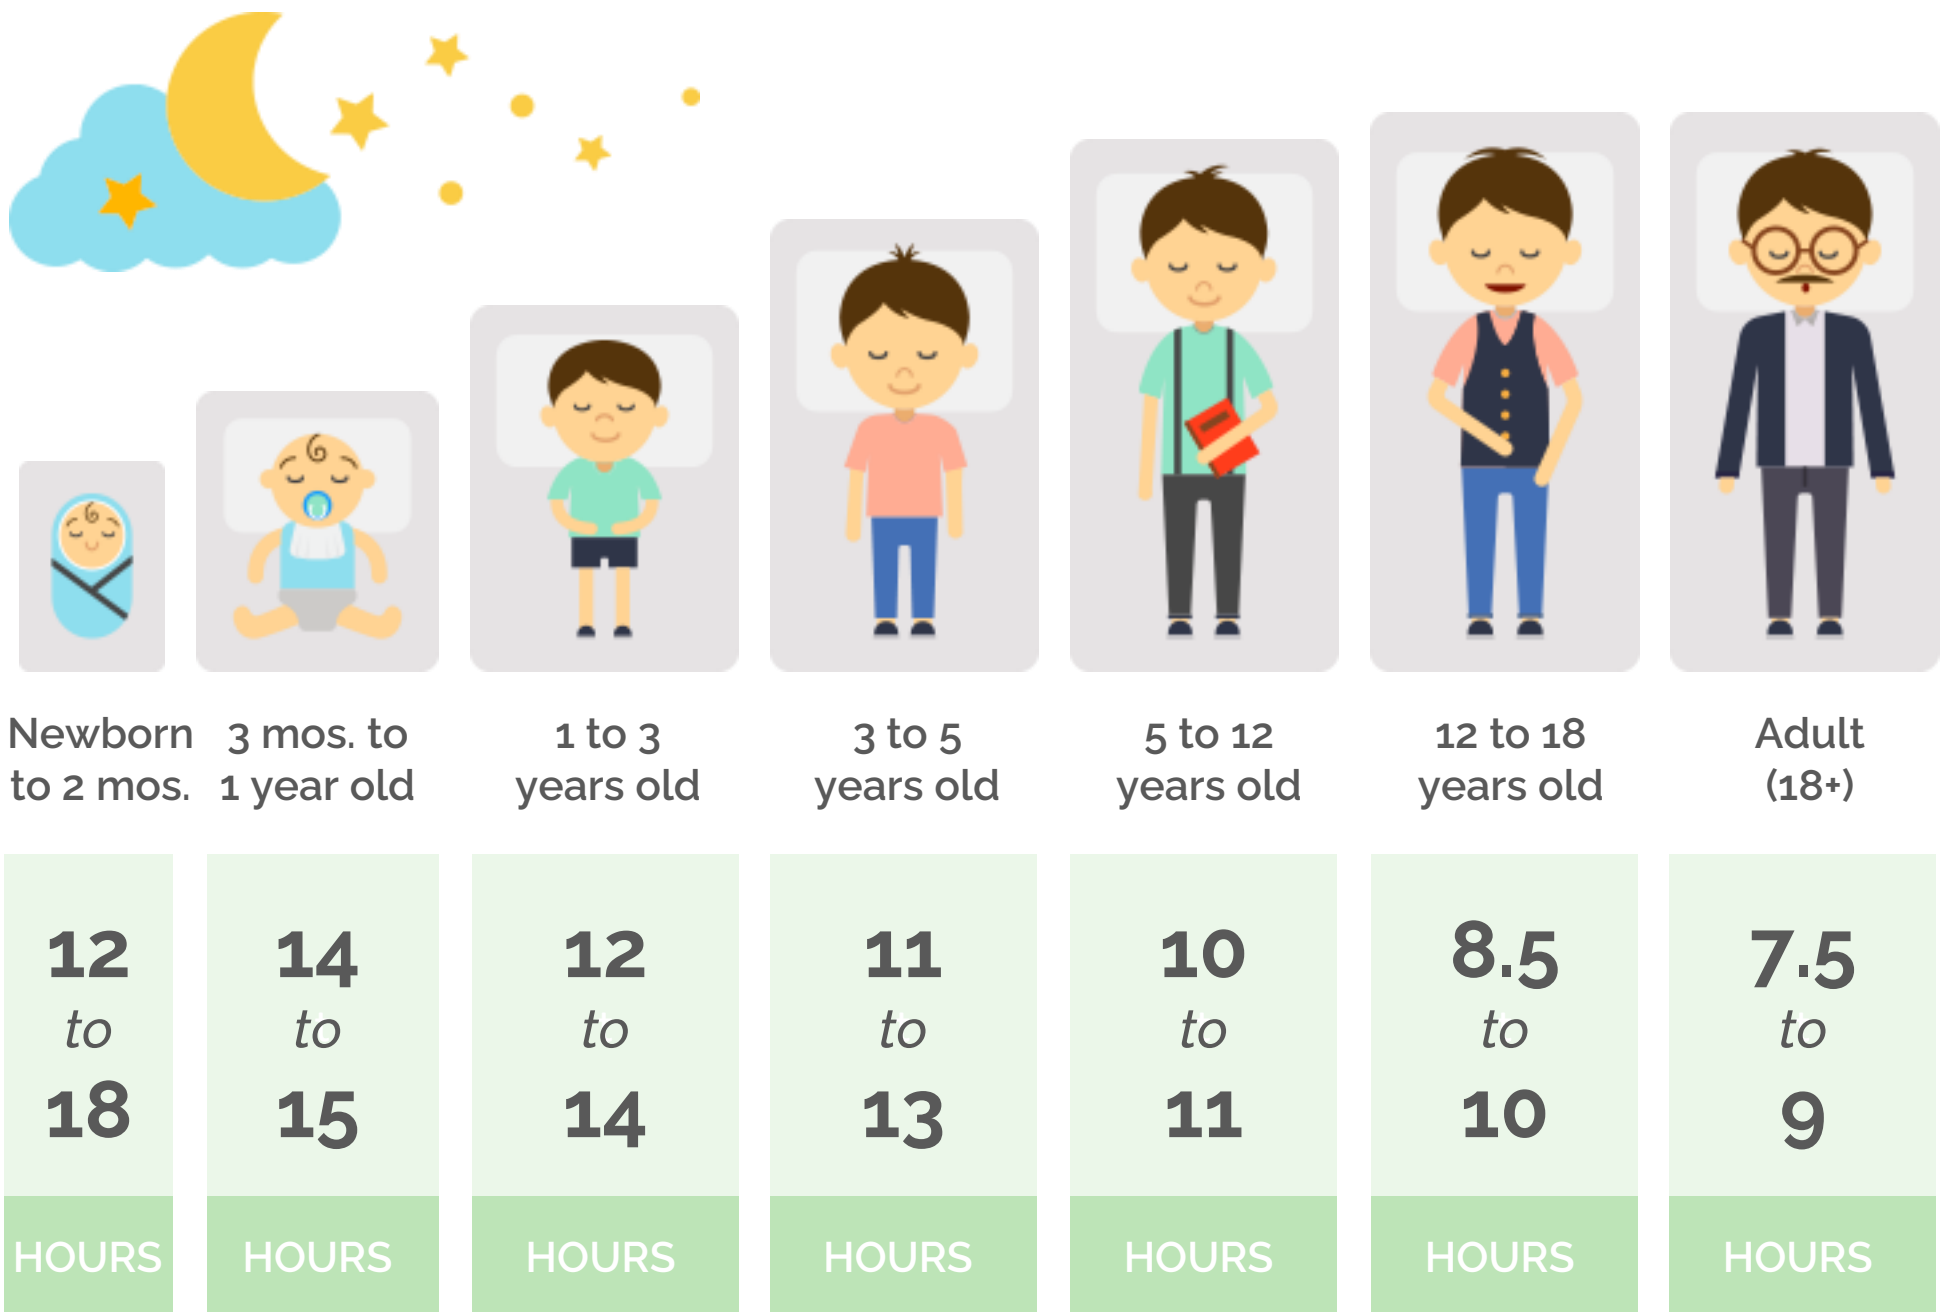 Newborn
to 2 mos.
3 mos. to
1 year old
1 to 3
years old
3 to 5
years old
5 to 12
years old
12 to 18
years old
Adult
(18+)
12
to
18
HOURS
14
to
15
HOURS
12
to
14
HOURS
11
to
13
HOURS
10
to
11
HOURS
8.5
to
10
HOURS
7.5
to
9
HOURS